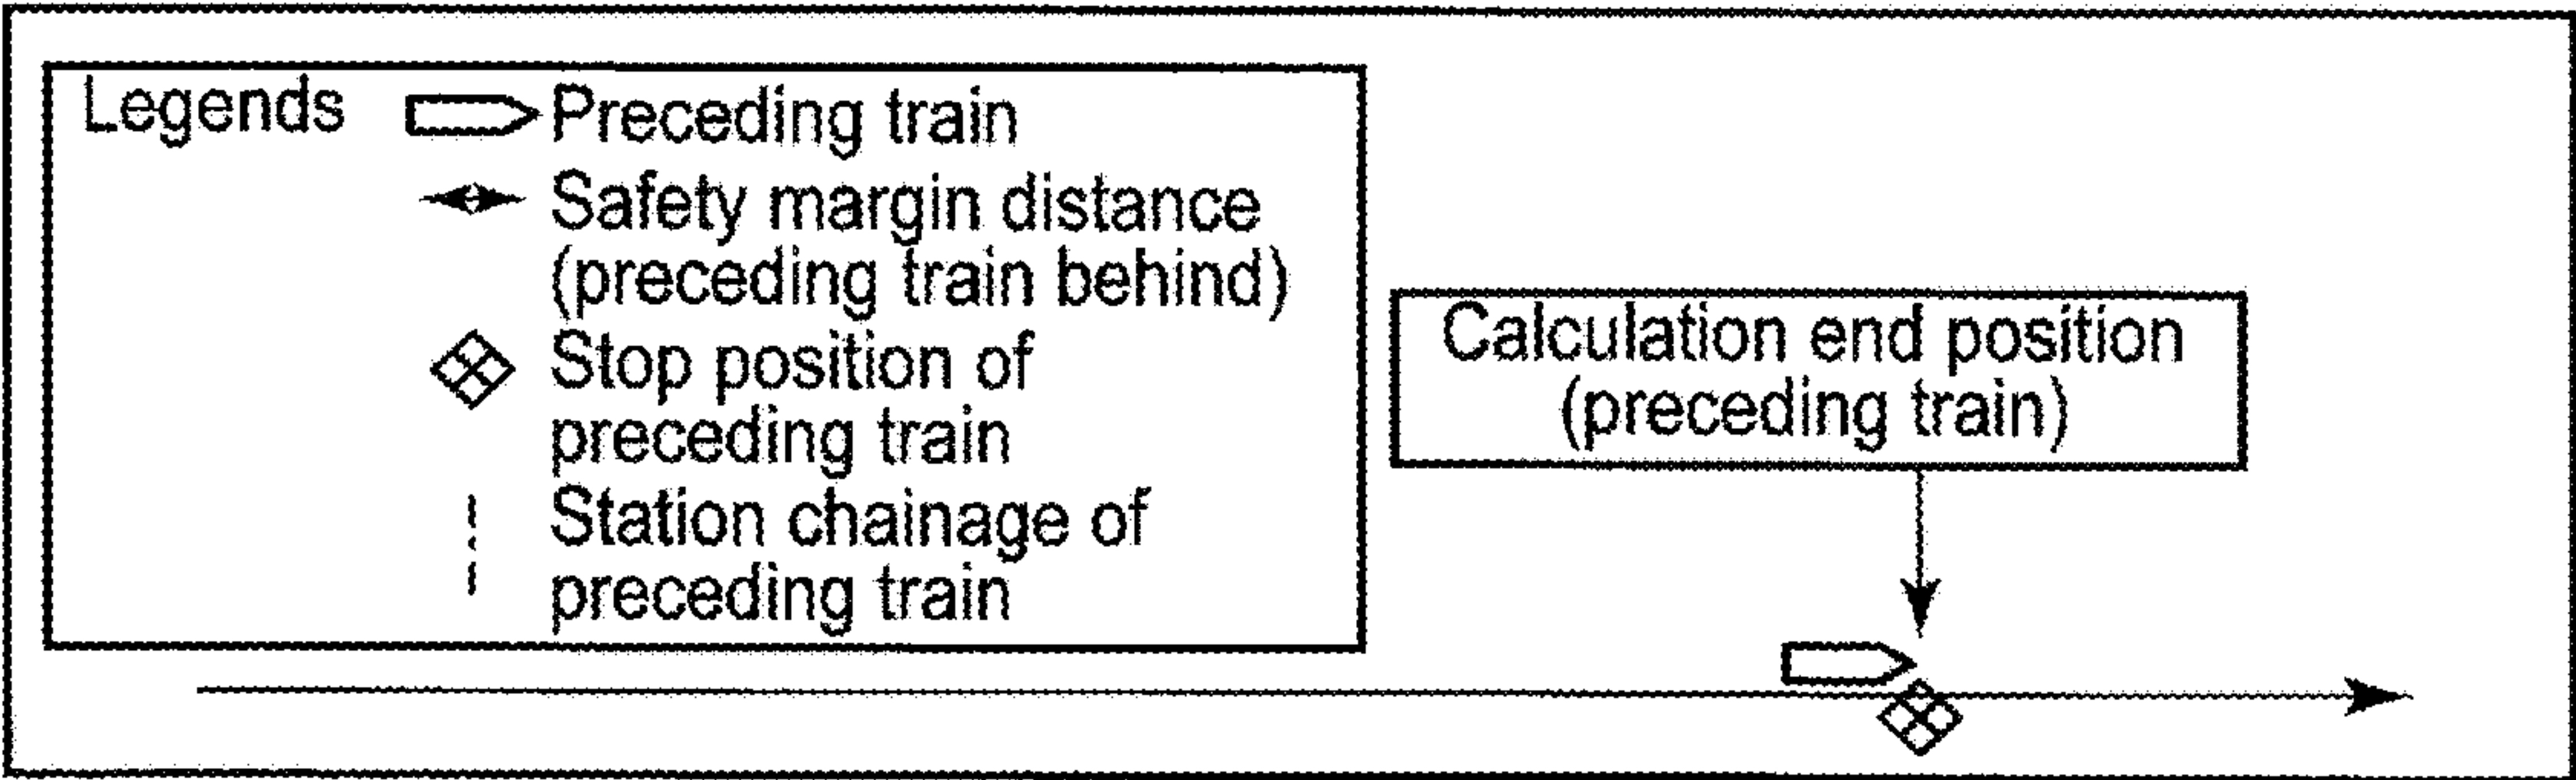 Legends
Preceding train
Safety margin distance
(preceding train behind)
Stop position of
preceding train
Station chainage of
preceding train
Calculation end position
(preceding train)